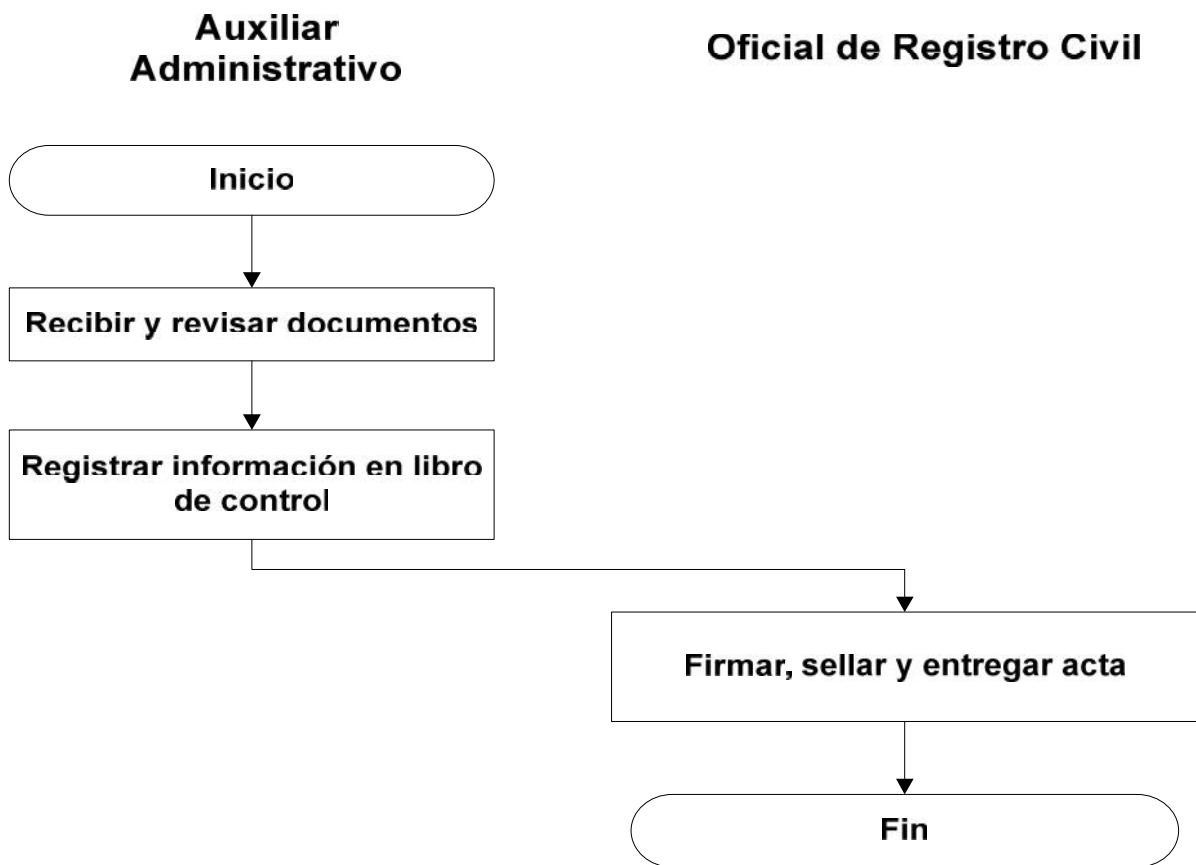 Auxiliar
Administrativo
Oficial de Registro Civil
Inicio
Recibir y revisar documentos
Registrar información en libro
de control
Firmar, sellar y entregar acta
Fin